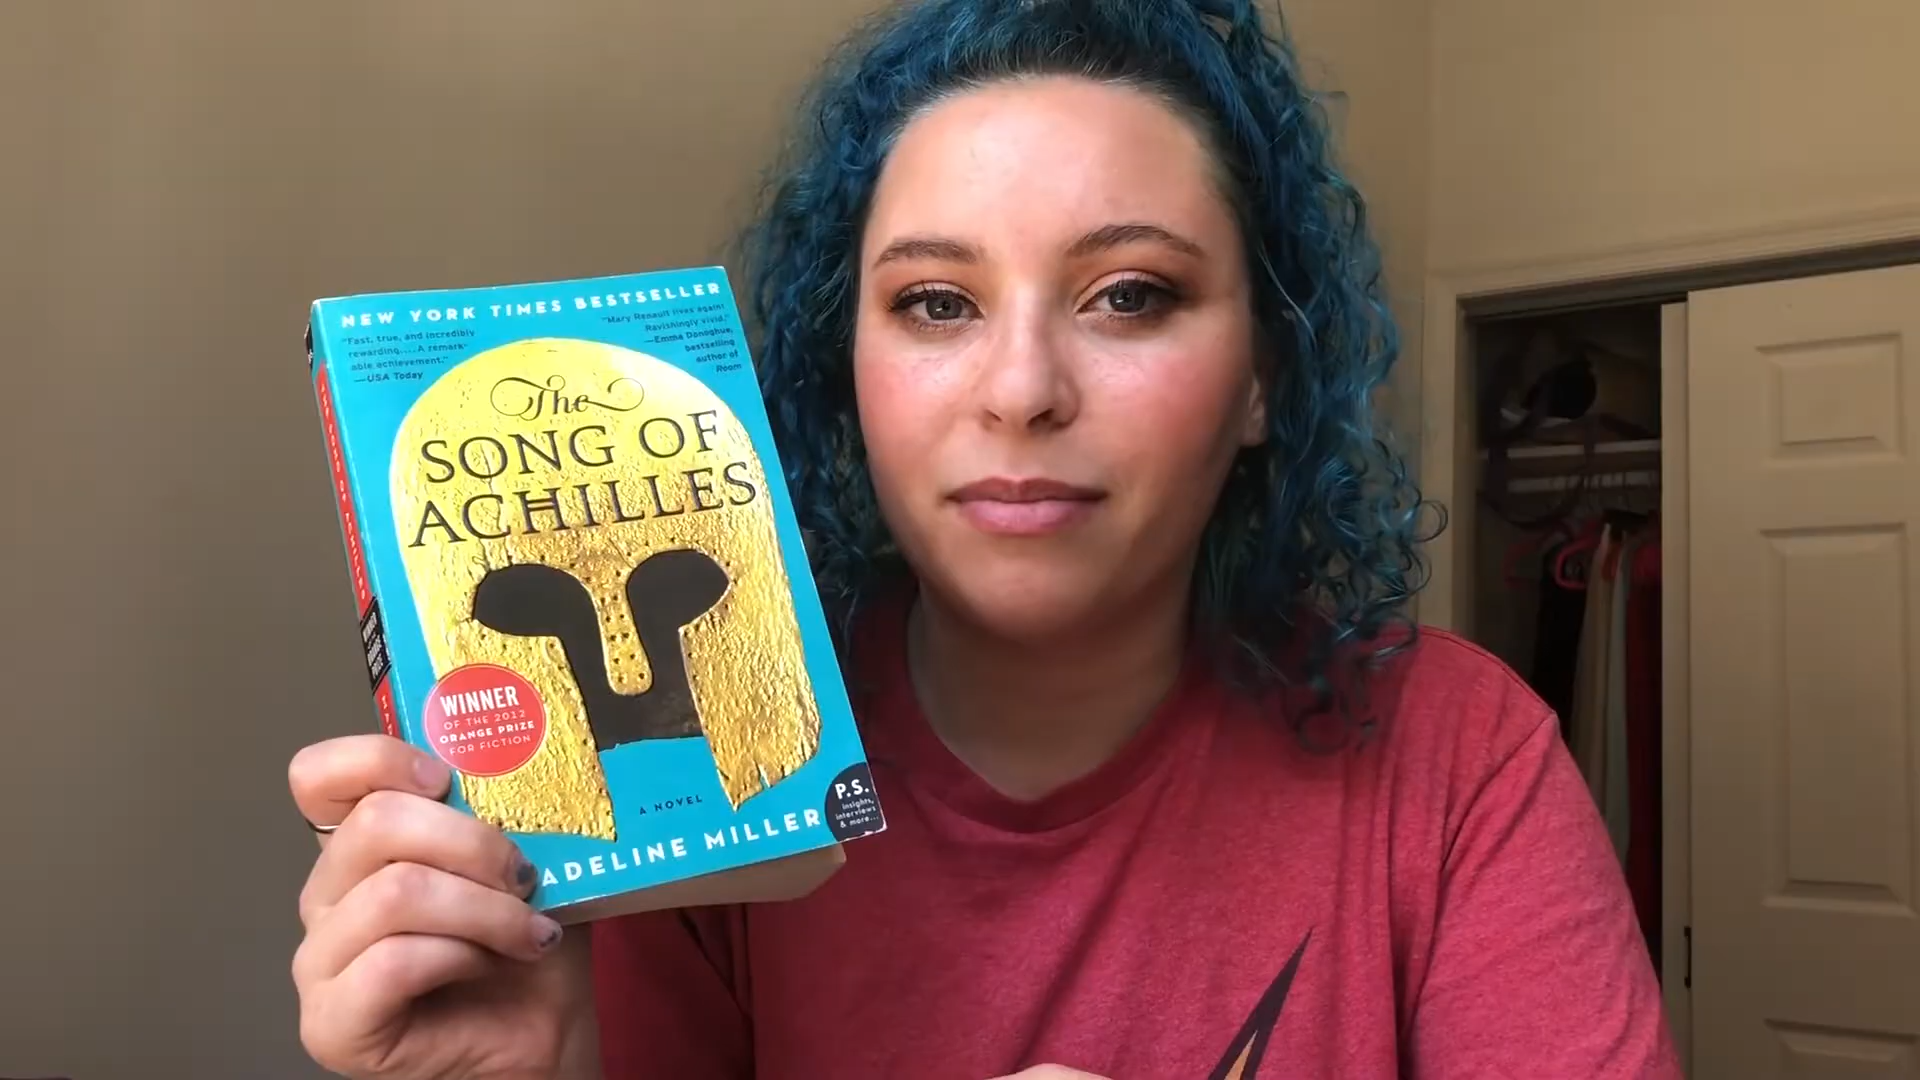 NEW YORK TIMES BESTSELLER
"Fast, true, and incredibly
rewarding.... A remark-
able achievement."
—USA Today
"Mary Renault lives again!
Ravishingly vivid."
—Emma Donoghue,
bestselling
author of
Room
The
SONG OF
ACHILLES
WINNER
OF THE 2012
ORANGE PRIZE
FOR FICTION
A NOVEL
ADELINE MILLER
P.S.
insights,
interviews
& more...